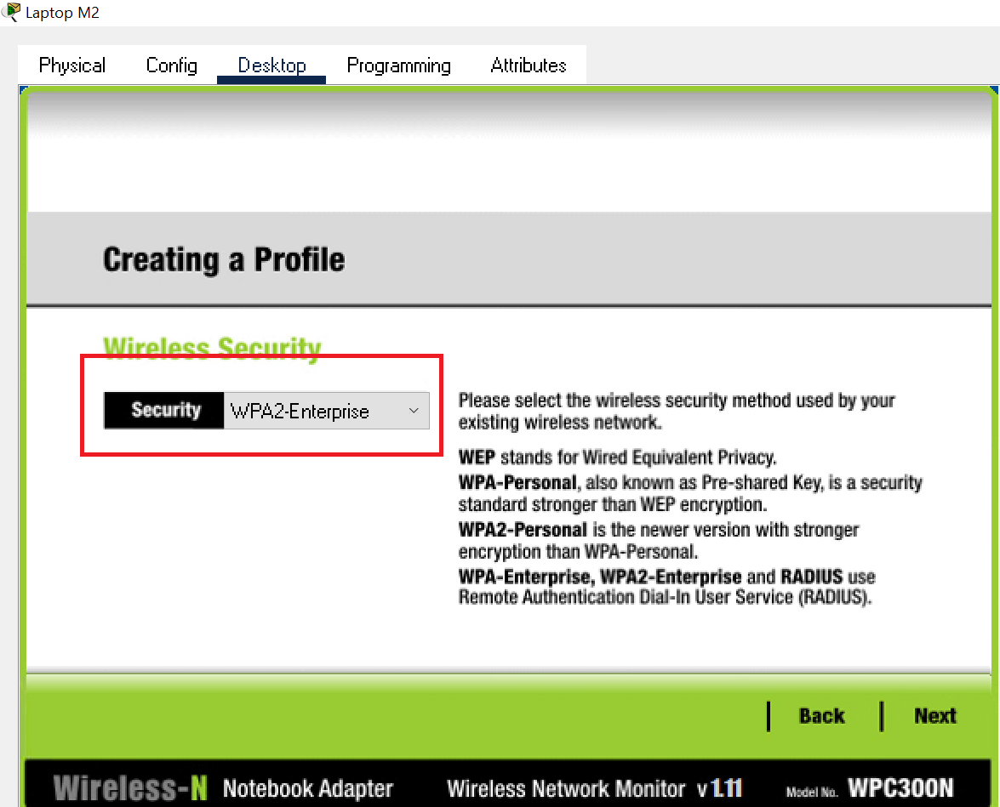 Laptop M2
Physical Config Desktop Programming Attributes
Creating a Profile
Wireless Security
Security WPA2-Enterprise
Please select the wireless security method used by your
existing wireless network.
WEP stands for Wired Equivalent Privacy.
WPA-Personal, also known as Pre-shared Key, is a security
standard stronger than WEP encryption.
WPA2-Personal is the newer version with stronger
encryption than WPA-Personal.
WPA-Enterprise, WPA2-Enterprise and RADIUS use
Remote Authentication Dial-In User Service (RADIUS).
Back Next
Wireless-N Notebook Adapter Wireless Network Monitor v1.11 Model No. WPC300N